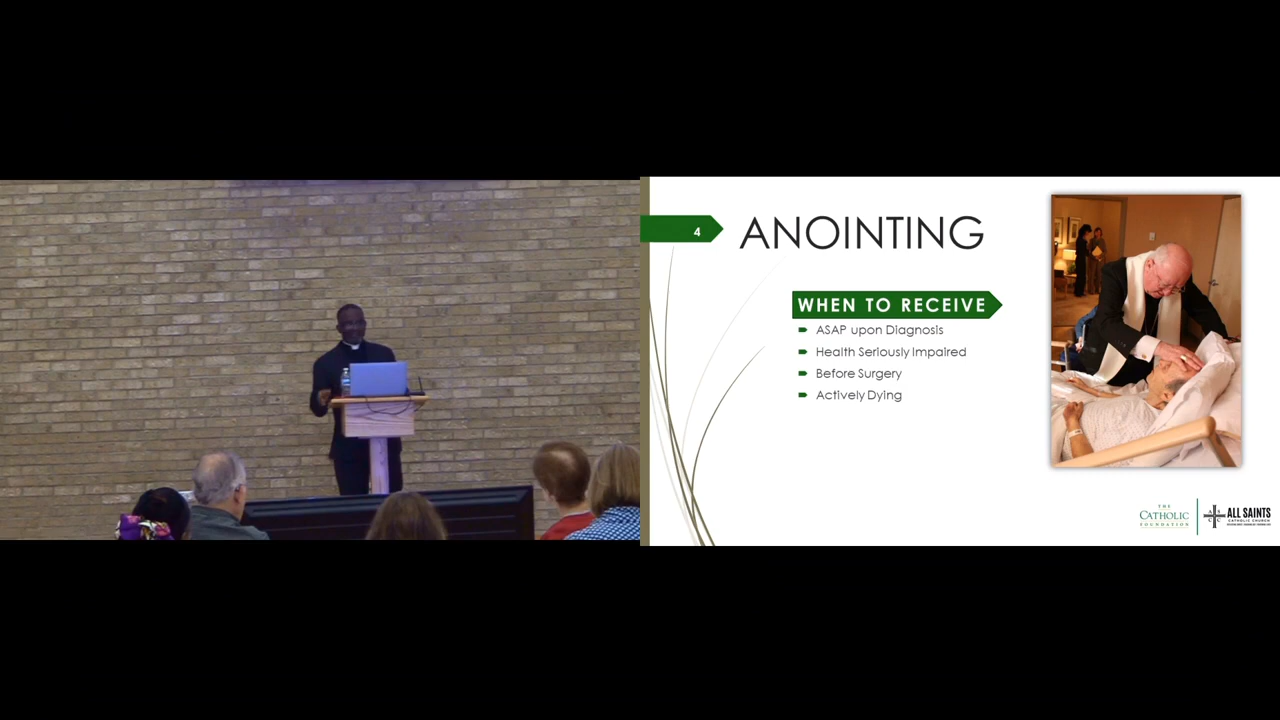 4
ANOINTING
WHEN TO RECEIVE
ASAP upon Diagnosis
Health Seriously Impaired
Before Surgery
Actively Dying
THE
CATHOLIC
FOUNDATION
ALL SAINTS
CATHOLIC CHURCH